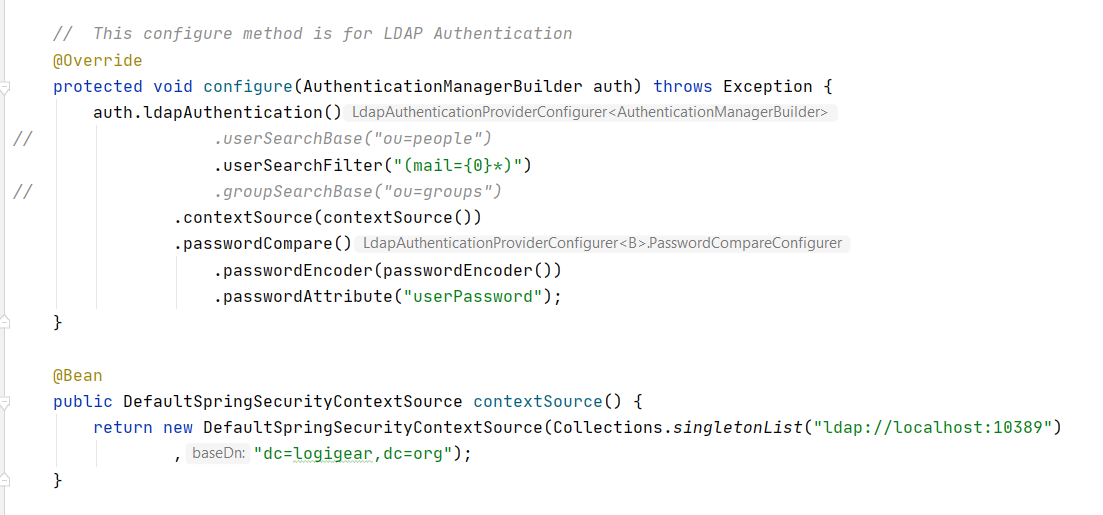 //  This configure method is for LDAP Authentication
@Override
protected void configure(AuthenticationManagerBuilder auth) throws Exception {
auth.ldapAuthentication() LdapAuthenticationProviderConfigurer<AuthenticationManagerBuilder>
// .userSearchBase("ou=people")
.userSearchFilter("(mail={0}*)")
// .groupSearchBase("ou=groups")
.contextSource(contextSource())
.passwordCompare() LdapAuthenticationProviderConfigurer<B>.PasswordCompareConfigurer
.passwordEncoder(passwordEncoder())
.passwordAttribute("userPassword");
}
@Bean
public DefaultSpringSecurityContextSource contextSource() {
return new DefaultSpringSecurityContextSource(Collections.singletonList("ldap://localhost:10389")
, baseDn: "dc=logigear,dc=org");
}